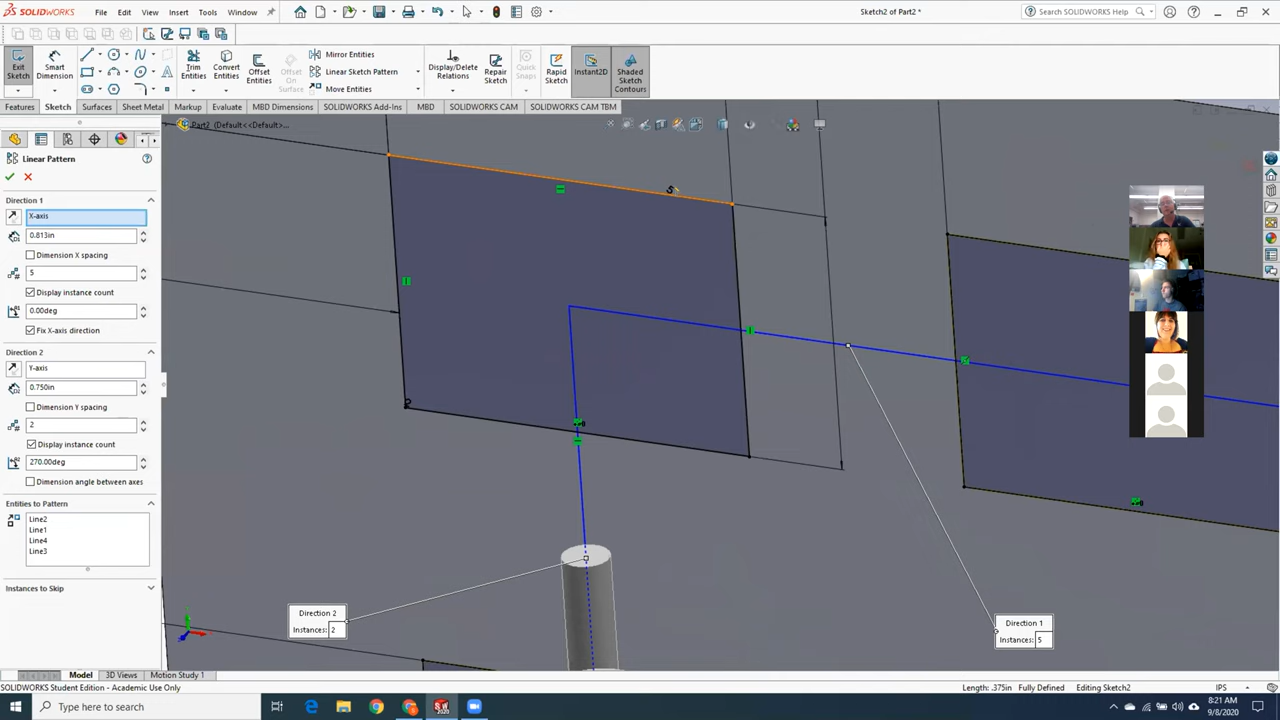 SOLIDWORKS
File Edit View Insert Tools Window
Sketch2 of Part2 *
Search SOLIDWORKS Help
Exit Sketch
Smart Dimension
Trim Entities
Convert Entities
Offset Entities
Offset On Surface
Mirror Entities
Linear Sketch Pattern
Move Entities
Display/Delete Relations
Repair Sketch
Quick Snaps
Rapid Sketch
Instant2D
Shaded Sketch Contours
Features Sketch Surfaces Sheet Metal Markup Evaluate MBD Dimensions SOLIDWORKS Add-Ins MBD SOLIDWORKS CAM SOLIDWORKS CAM TBM
Part2 (Default<<Default>...
Linear Pattern
Direction 1
X-axis
0.813in
Dimension X spacing
5
Display instance count
0.00deg
Fix X-axis direction
Direction 2
Y-axis
0.750in
Dimension Y spacing
2
Display instance count
270.00deg
Dimension angle between axes
Entities to Pattern
Line2
Line1
Line4
Line3
Instances to Skip
Direction 2
Instances: 2
Direction 1
Instances: 5
Model 3D Views Motion Study 1
SOLIDWORKS Student Edition - Academic Use Only
Length: .375in Fully Defined Editing Sketch2 IPS
Type here to search
8:21 AM
9/8/2020